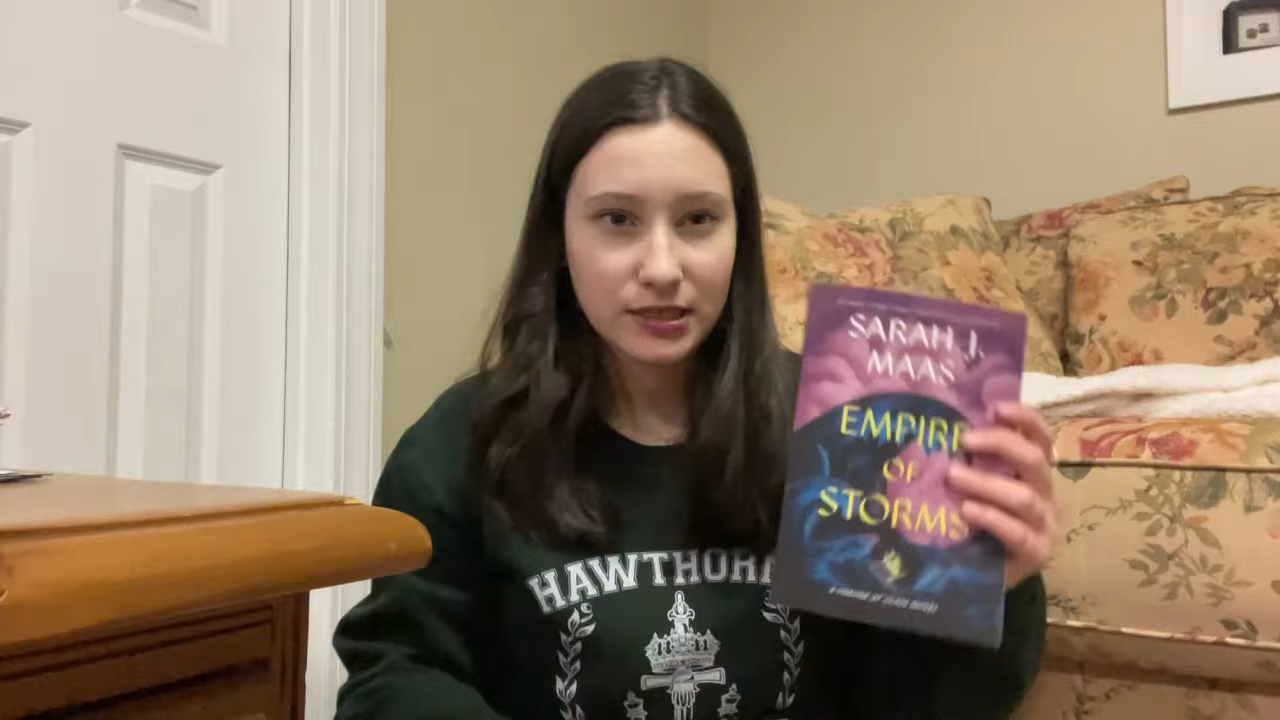 SARAH J.
MAAS
EMPIRE
OF
STORMS
HAWTHORN